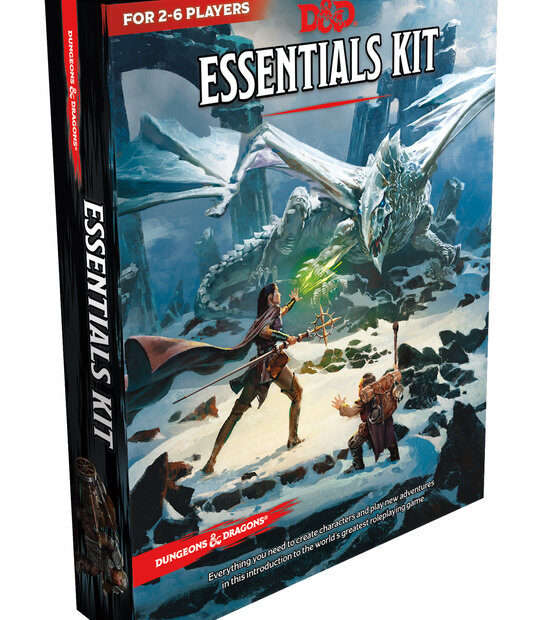 FOR 2-6 PLAYERS
D&D
ESSENTIALS KIT
DUNGEONS & DRAGONS®
ESSENTIALS KIT
DUNGEONS & DRAGONS®
Everything you need to create characters and play new adventures
in this introduction to the world's greatest roleplaying game.